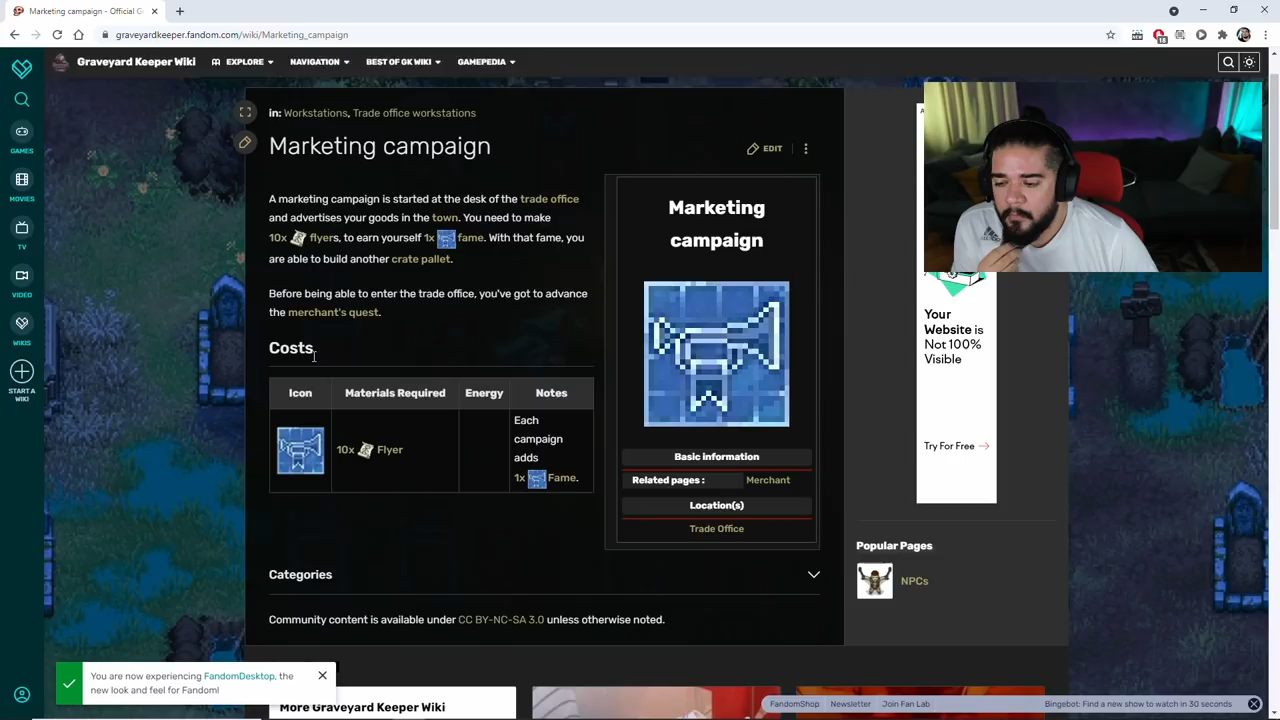 Marketing campaign - Official G
graveyardkeeper.fandom.com/wiki/Marketing_campaign
Graveyard Keeper Wiki
EXPLORE
NAVIGATION
BEST OF GK WIKI
GAMEPEDIA
GAMES
MOVIES
TV
VIDEO
WIKIS
START A
WIKI
in: Workstations, Trade office workstations
Marketing campaign
EDIT
A marketing campaign is started at the desk of the trade office
and advertises your goods in the town. You need to make
10x flyers, to earn yourself 1x fame. With that fame, you
are able to build another crate pallet.
Before being able to enter the trade office, you've got to advance
the merchant's quest.
Costs
Icon Materials Required Energy Notes
10x Flyer
Each
campaign
adds
1x Fame.
Marketing
campaign
Basic information
Related pages : Merchant
Location(s)
Trade Office
Categories
Community content is available under CC BY-NC-SA 3.0 unless otherwise noted.
Your
Website is
Not 100%
Visible
Try For Free
Popular Pages
NPCs
You are now experiencing FandomDesktop, the
new look and feel for Fandom!
More Graveyard Keeper Wiki
FandomShop Newsletter Join Fan Lab
Bingebot: Find a new show to watch in 30 seconds